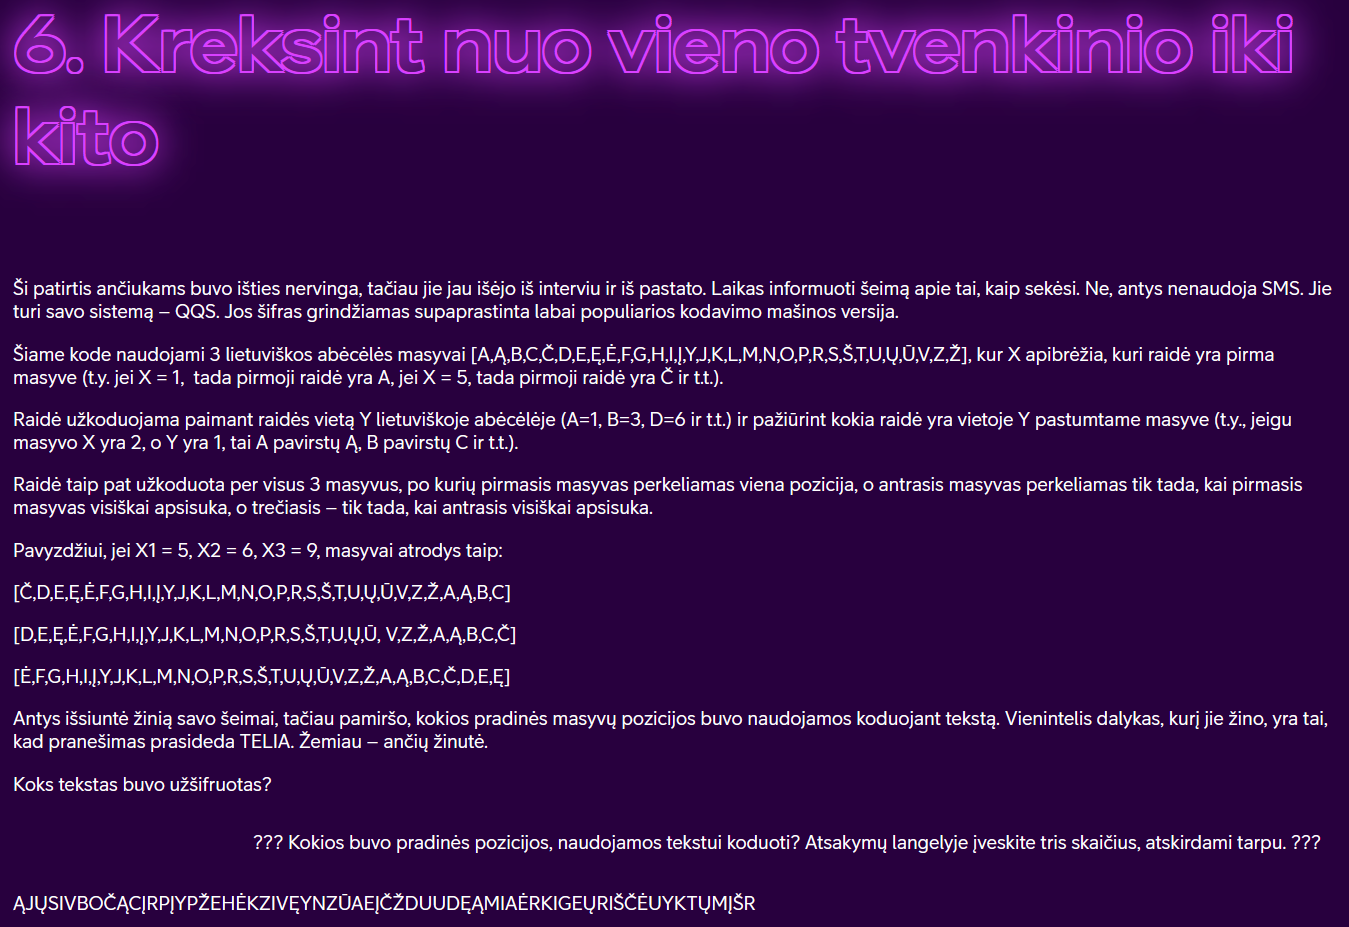 6. Kreksint nuo vieno tvenkinio iki
kito
Ši patirtis ančiukams buvo išties nervinga, tačiau jie jau išėjo iš interviu ir iš pastato. Laikas informuoti šeimą apie tai, kaip sekėsi. Ne, antys nenaudoja SMS. Jie
turi savo sistemą – QQS. Jos šifras grindžiamas supaprastinta labai populiarios kodavimo mašinos versija.
Šiame kode naudojami 3 lietuviškos abėcėlės masyvai [A,Ą,B,C,Č,D,E,Ę,Ė,F,G,H,I,Į,Y,J,K,L,M,N,O,P,R,S,Š,T,U,Ų,Ū,V,Z,Ž], kur X apibrėžia, kuri raidė yra pirma
masyve (t.y. jei X = 1,  tada pirmoji raidė yra A, jei X = 5, tada pirmoji raidė yra Č ir t.t.).
Raidė užkoduojama paimant raidės vietą Y lietuviškoje abėcėlėje (A=1, B=3, D=6 ir t.t.) ir pažiūrint kokia raidė yra vietoje Y pastumtame masyve (t.y., jeigu
masyvo X yra 2, o Y yra 1, tai A pavirstų Ą, B pavirstų C ir t.t.).
Raidė taip pat užkoduota per visus 3 masyvus, po kurių pirmasis masyvas perkeliamas viena pozicija, o antrasis masyvas perkeliamas tik tada, kai pirmasis
masyvas visiškai apsisuka, o trečiasis – tik tada, kai antrasis visiškai apsisuka.
Pavyzdžiui, jei X1 = 5, X2 = 6, X3 = 9, masyvai atrodys taip:
[Č,D,E,Ę,Ė,F,G,H,I,Į,Y,J,K,L,M,N,O,P,R,S,Š,T,U,Ų,Ū,V,Z,Ž,A,Ą,B,C]
[D,E,Ę,Ė,F,G,H,I,Į,Y,J,K,L,M,N,O,P,R,S,Š,T,U,Ų,Ū, V,Z,Ž,A,Ą,B,C,Č]
[Ė,F,G,H,I,Į,Y,J,K,L,M,N,O,P,R,S,Š,T,U,Ų,Ū,V,Z,Ž,A,Ą,B,C,Č,D,E,Ę]
Antys išsiuntė žinią savo šeimai, tačiau pamiršo, kokios pradinės masyvų pozicijos buvo naudojamos koduojant tekstą. Vienintelis dalykas, kurį jie žino, yra tai,
kad pranešimas prasideda TELIA. Žemiau – ančių žinutė.
Koks tekstas buvo užšifruotas?
??? Kokios buvo pradinės pozicijos, naudojamos tekstui koduoti? Atsakymų langelyje įveskite tris skaičius, atskirdami tarpu. ???
ĄJŲSIVBOČĄCĮRPĮYPŽEHĖKZIVĘYNZŪAEĮČŽDUUDĘĄMIAĖRKIGEŲRIŠČĖUYKTŲMĮŠR